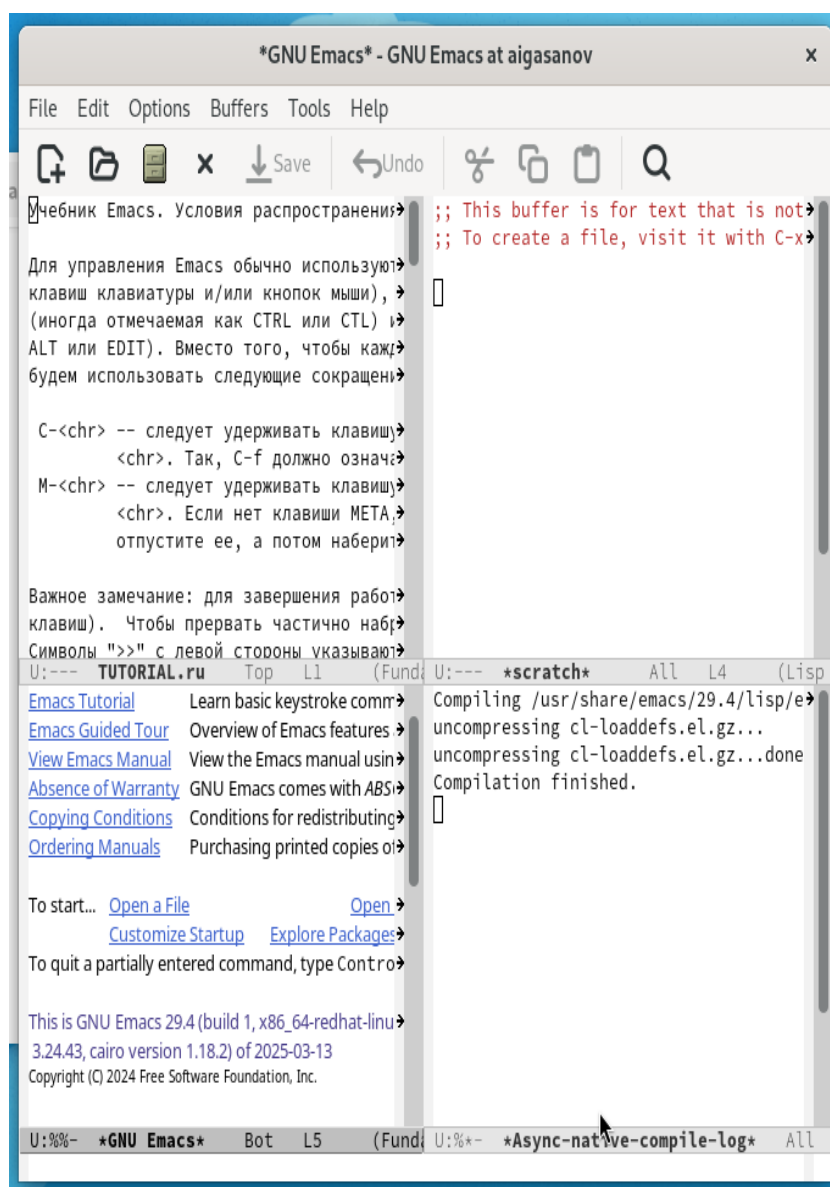 *GNU Emacs* - GNU Emacs at aigasanov
File Edit Options Buffers Tools Help
Save Undo
Учебник Emacs. Условия распространения
Для управления Emacs обычно используют
клавиш клавиатуры и/или кнопок мыши),
(иногда отмечаемая как CTRL или CTL) и
ALT или EDIT). Вместо того, чтобы кажд
будем использовать следующие сокращени
C-<chr> -- следует удерживать клавишу
<chr>. Так, C-f должно означа
M-<chr> -- следует удерживать клавишу
<chr>. Если нет клавиши META,
отпустите ее, а потом наберит
Важное замечание: для завершения работ
клавиш). Чтобы прервать частично набр
Символы ">>" с левой стороны указывают
U:--- TUTORIAL.ru Top L1 (Funda
;; This buffer is for text that is not
;; To create a file, visit it with C-x
U:--- *scratch* All L4 (Lisp
Emacs Tutorial Learn basic keystroke comm
Emacs Guided Tour Overview of Emacs features
View Emacs Manual View the Emacs manual usin
Absence of Warranty GNU Emacs comes with ABS
Copying Conditions Conditions for redistributing
Ordering Manuals Purchasing printed copies of
To start... Open a File Open
Customize Startup Explore Packages
To quit a partially entered command, type Contro
This is GNU Emacs 29.4 (build 1, x86_64-redhat-linu
3.24.43, cairo version 1.18.2) of 2025-03-13
Copyright (C) 2024 Free Software Foundation, Inc.
U:%%- *GNU Emacs* Bot L5 (Funda
Compiling /usr/share/emacs/29.4/lisp/e
uncompressing cl-loaddefs.el.gz...
uncompressing cl-loaddefs.el.gz...done
Compilation finished.
U:%*- *Async-native-compile-log* All